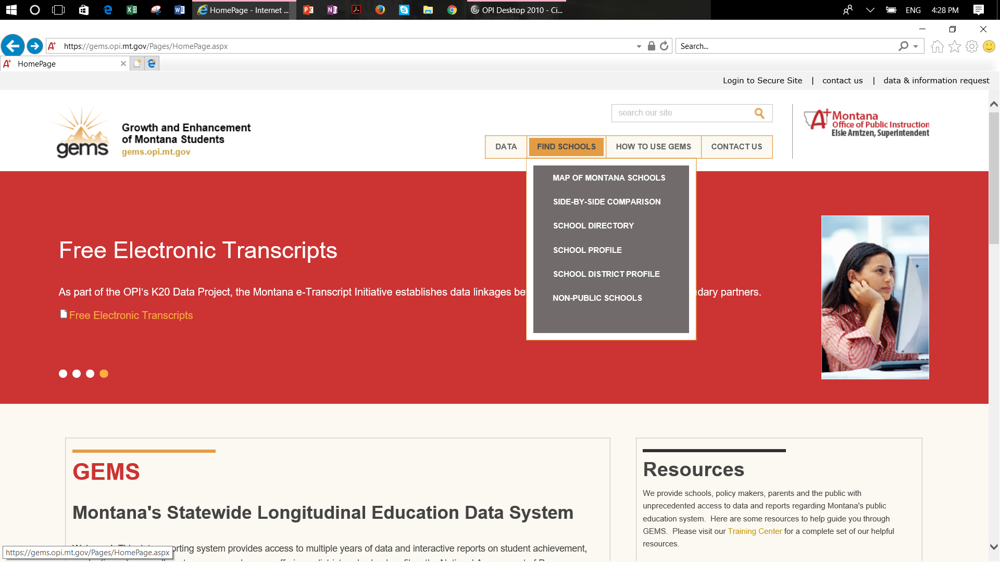 HomePage - Internet ...
OPI Desktop 2010 - Ci...
ENG
4:28 PM
https://gems.opi.mt.gov/Pages/HomePage.aspx
Search...
HomePage
Login to Secure Site | contact us | data & information request
search our site
gems
Growth and Enhancement
of Montana Students
gems.opi.mt.gov
A+ Montana
Office of Public Instruction
Elsie Arntzen, Superintendent
DATA
FIND SCHOOLS
HOW TO USE GEMS
CONTACT US
MAP OF MONTANA SCHOOLS
SIDE-BY-SIDE COMPARISON
SCHOOL DIRECTORY
SCHOOL PROFILE
SCHOOL DISTRICT PROFILE
NON-PUBLIC SCHOOLS
Free Electronic Transcripts
As part of the OPI's K20 Data Project, the Montana e-Transcript Initiative establishes data linkages be
dary partners.
Free Electronic Transcripts
GEMS
Montana's Statewide Longitudinal Education Data System
orting system provides access to multiple years of data and interactive reports on student achievement,
Resources
We provide schools, policy makers, parents and the public with
unprecedented access to data and reports regarding Montana's public
education system. Here are some resources to help guide you through
GEMS. Please visit our Training Center for a complete set of our helpful
resources.
https://gems.opi.mt.gov/Pages/HomePage.aspx